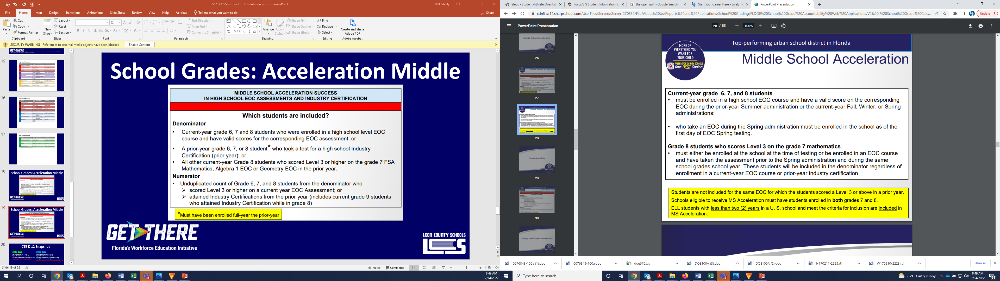 22.23 LCS Summer CTE Presentation.pptx - PowerPoint
Bell, Shelly
File Home Insert Design Transitions Animations Slide Show Review View Help Acrobat Tell me what you want to do
Share
Paste
Cut
Copy
Format Painter
Clipboard
New Slide
Layout
Reset
Section
Slides
62
Font
Text Direction
Align Text
Convert to SmartArt
Paragraph
Arrange
Quick Styles
Shape Fill
Shape Outline
Shape Effects
Drawing
Find
Replace
Select
Editing
Create and Share Adobe PDF
Adobe Acrobat
SECURITY WARNING References to external media objects have been blocked
Enable Content
15
16
17
18
School Grades: Acceleration Middle
19
School Grades: Acceleration Middle
20
CTE K-12 Snapshot
2020-2021 2021-2022
School Grades: Acceleration Middle
MIDDLE SCHOOL ACCELERATION SUCCESS
IN HIGH SCHOOL EOC ASSESSMENTS AND INDUSTRY CERTIFICATION
Which students are included?
Denominator
• Current-year grade 6, 7 and 8 students who were enrolled in a high school level EOC
course and have valid scores for the corresponding EOC assessment; or
• A prior-year grade 6, 7, or 8 student* who took a test for a high school Industry
Certification (prior year); or
• All other current-year Grade 8 students who scored Level 3 or higher on the grade 7 FSA
Mathematics, Algebra 1 EOC or Geometry EOC in the prior year.
Numerator
• Unduplicated count of Grade 6, 7, and 8 students from the denominator who
➢ scored Level 3 or higher on a current year EOC Assessment; or
➢ attained Industry Certifications from the prior year (includes current grade 9 students
who attained Industry Certification while in grade 8)
*Must have been enrolled full-year the prior-year
GET THERE
Florida's Workforce Education Initiative
LEON COUNTY SCHOOLS
LCS
Slide 19 of 22
Notes
Comments
111%
8:49 AM
7/14/2022
Steps - Student-Athlete Orientat
Focus/SIS Student Information S
the open golf - Google Search
Start Your Career Here - Lively Te
PowerPoint Presentation
cdn5-ss14.sharpschool.com/UserFiles/Servers/Server_270532/File/About%20Us/Reports%20and%20Publications/School%20Grading/FLDOE%20School%20Grade%20Accountability%20Web%20Applications/V2%20-%20School%20Grade%20Calc...
Update
PowerPoint Presentation
28 / 55
100%
Middle School Acceleration
26
27
28
Graduation Rate
29
30
College and Career Acceleration
Top-performing urban school district in Florida
MORE OF
EVERYTHING YOU
WANT FOR
YOUR CHILD
PALM BEACH COUNTY SCHOOLS
Your BEST Choice!
Middle School Acceleration
Current-year grade 6, 7, and 8 students
• must be enrolled in a high school EOC course and have a valid score on the corresponding
EOC during the prior-year Summer administration or the current-year Fall, Winter, or Spring
administrations;
• who take an EOC during the Spring administration must be enrolled in the school as of the
first day of EOC Spring testing.
Grade 8 students who scores Level 3 on the grade 7 mathematics
• must either be enrolled at the school at the time of testing or be enrolled in an EOC course
and have taken the assessment prior to the Spring administration and during the same
school grades school year. These students will be included in the denominator regardless of
enrollment in a current-year EOC course or prior-year industry certification.
Students are not included for the same EOC for which the students scored a Level 3 or above in a prior year.
Schools eligible to receive MS Acceleration must have students enrolled in both grades 7 and 8.
ELL students with less than two (2) years in a U. S. school and meet the criteria for inclusion are included in
MS Acceleration.
0076843-100a (1).doc
0076843-100a.doc
doe610.xls
DOE100A (3).doc
DOE100A (2).doc
H170211-2223.rtf
W170210-2223.rtf
Show all
Type here to search
76°F Partly sunny
8:49 AM
7/14/2022